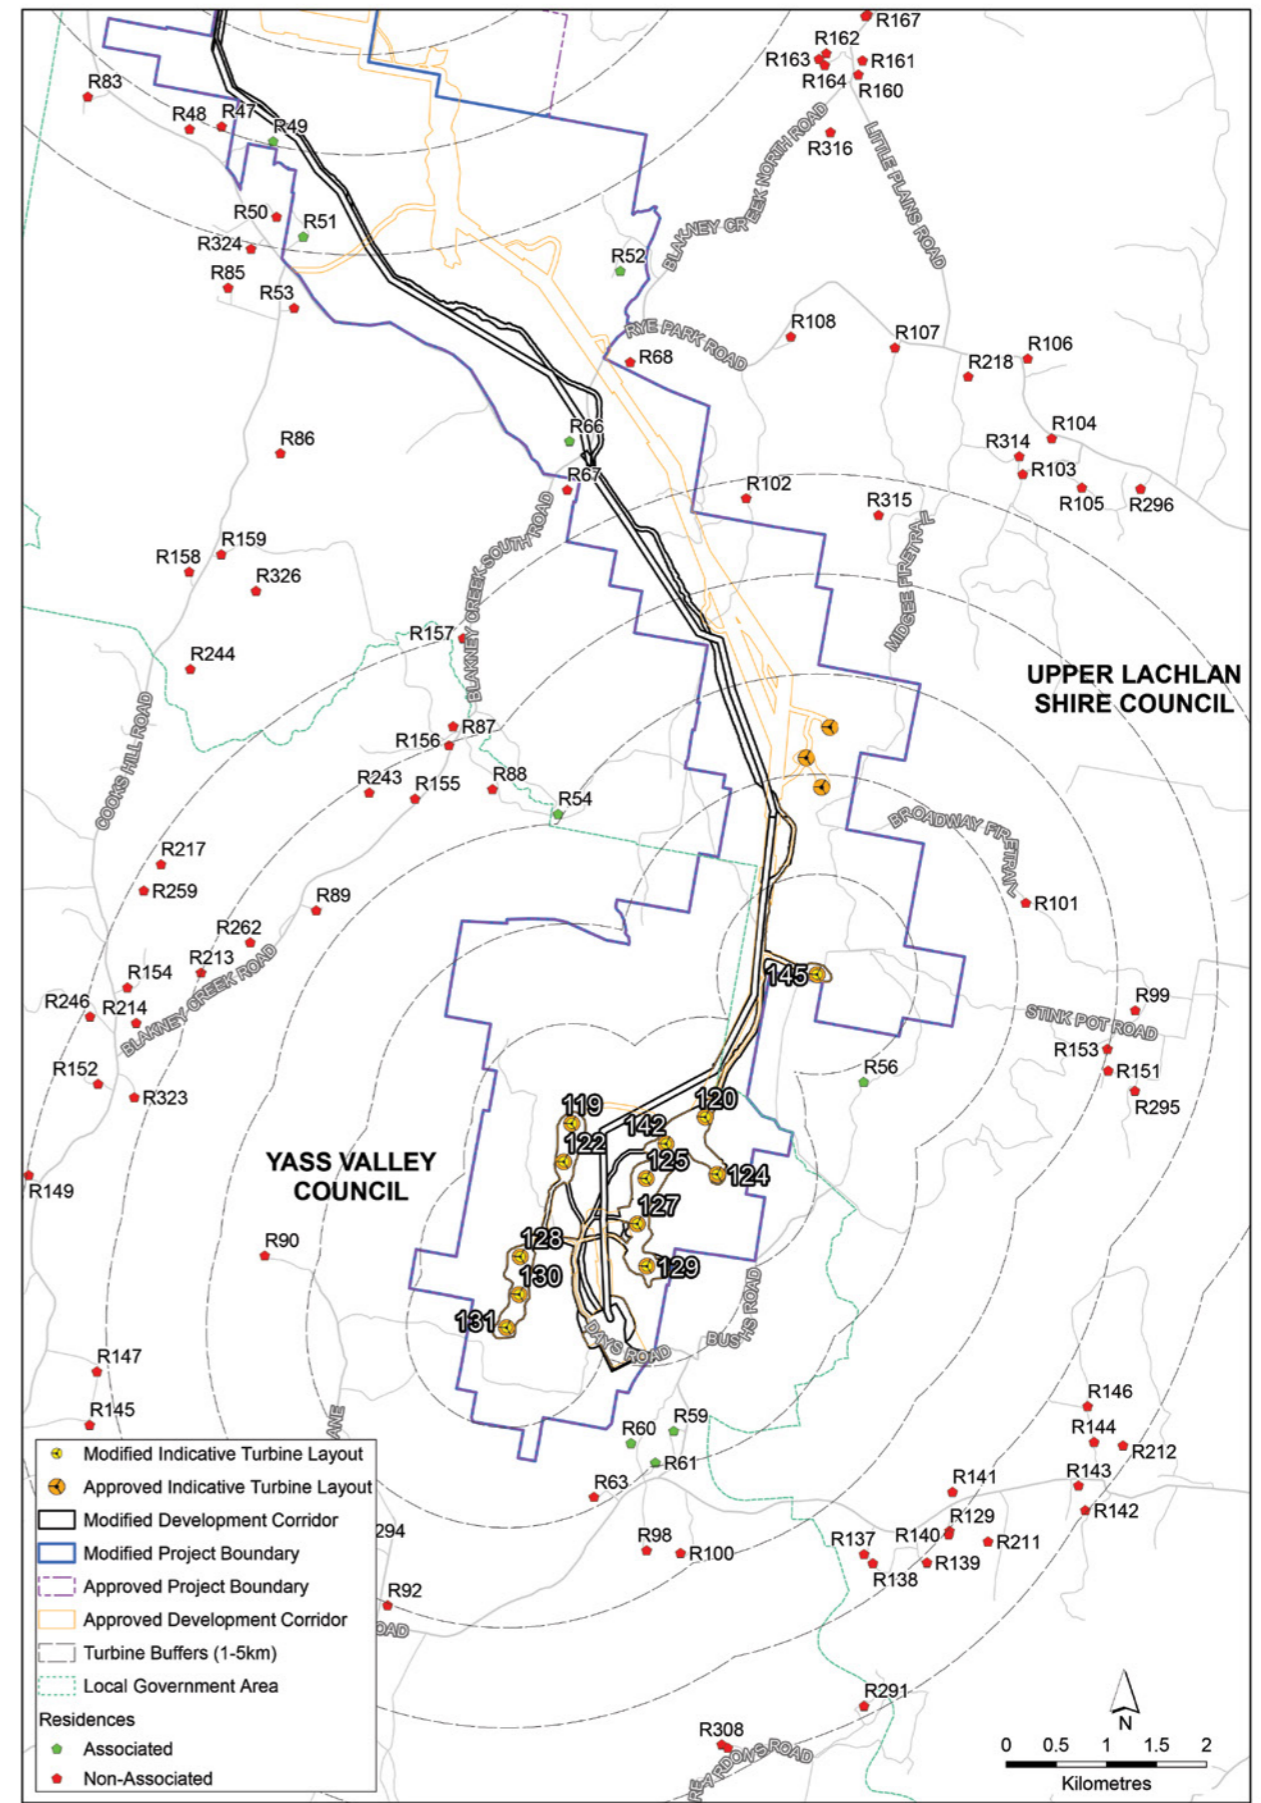 R167
R162
R163
R161
R164
R160
R83
R48
R47
R49
R316
BLAKNEY CREEK NORTH ROAD
LITTLE PLAINS ROAD
R50
R51
R324
R52
R85
R53
RYE PARK ROAD
R108
R107
R68
R106
R218
R66
R86
R104
R314
R67
R103
R102
R105
R296
R315
BLAKNEY CREEK SOUTH ROAD
MIDGEE FIRETRAIL
R159
R158
R326
R157
R244
UPPER LACHLAN
SHIRE COUNCIL
COOKS HILL ROAD
R87
R156
R243
R155
R88
R54
BROADWAY FIRETRAIL
R217
R259
R89
R101
R262
R213
R154
145
R246
R214
BLAKNEY CREEK ROAD
R99
STINK POT ROAD
R153
R152
R56
R151
R323
R295
119
120
142
122
YASS VALLEY
COUNCIL
125
124
R149
127
R90
128
129
130
131
DAYS ROAD
BUSHS ROAD
R147
R145
R146
R60
R59
R144
R212
ANE
R61
R143
R63
R141
R142
R129
294
R98
R100
R137
R140
R211
R139
R138
R92
OAD
R291
R308
ARDONS ROAD
Modified Indicative Turbine Layout
Approved Indicative Turbine Layout
Modified Development Corridor
Modified Project Boundary
Approved Project Boundary
Approved Development Corridor
Turbine Buffers (1-5km)
Local Government Area
Residences
Associated
Non-Associated
N
0 0.5 1 1.5 2
Kilometres